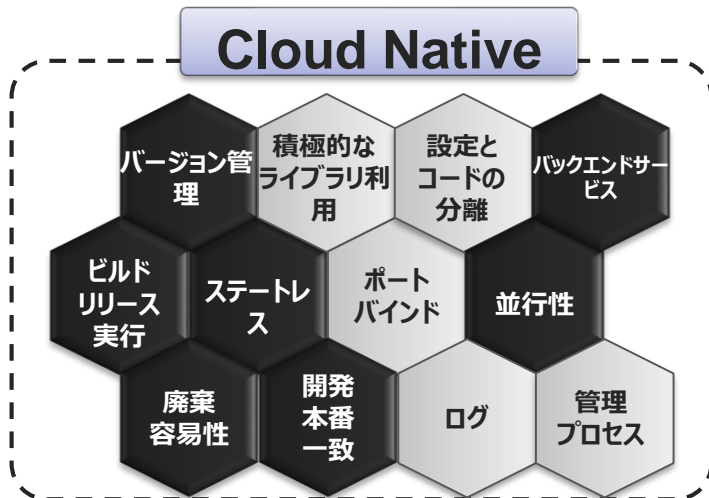 Cloud Native
バージョン管
理
積極的な
ライブラリ利
用
設定と
コードの
分離
バックエンドサー
ビス
ビルド
リリース
実行
ステートレ
ス
ポート
バインド
並行性
廃棄
容易性
開発
本番
一致
ログ
管理
プロセス